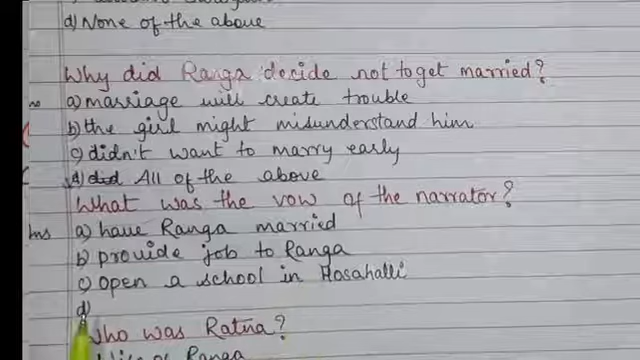 d) None of the above
Why did Ranga decide not to get married?
a) marriage will create trouble
b) the girl might misunderstand him
c) didn't want to marry early
d) did All of the above
What was the vow of the narrator?
Ans a) have Ranga married
b) provide job to Ranga
c) open a school in Hosahalli
d)
Who was Ratna?
Ranga